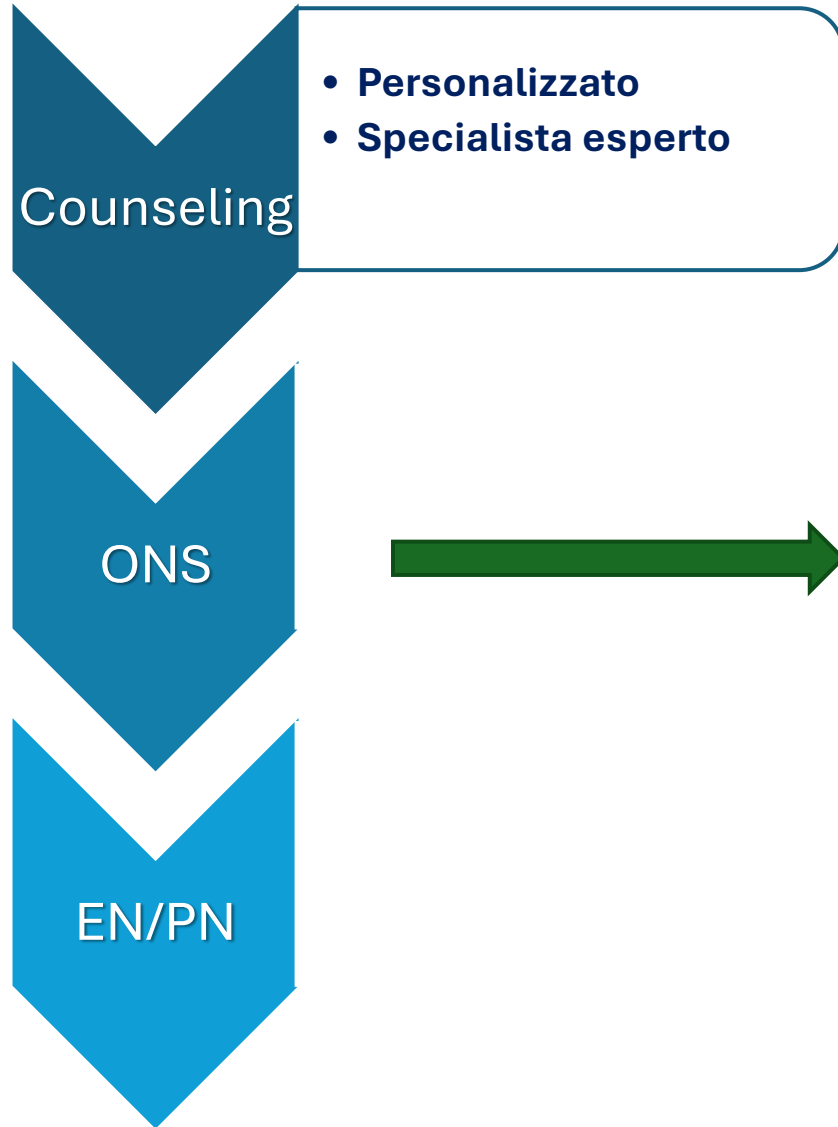 • Personalizzato
• Specialista esperto
Counseling
ONS
EN/PN